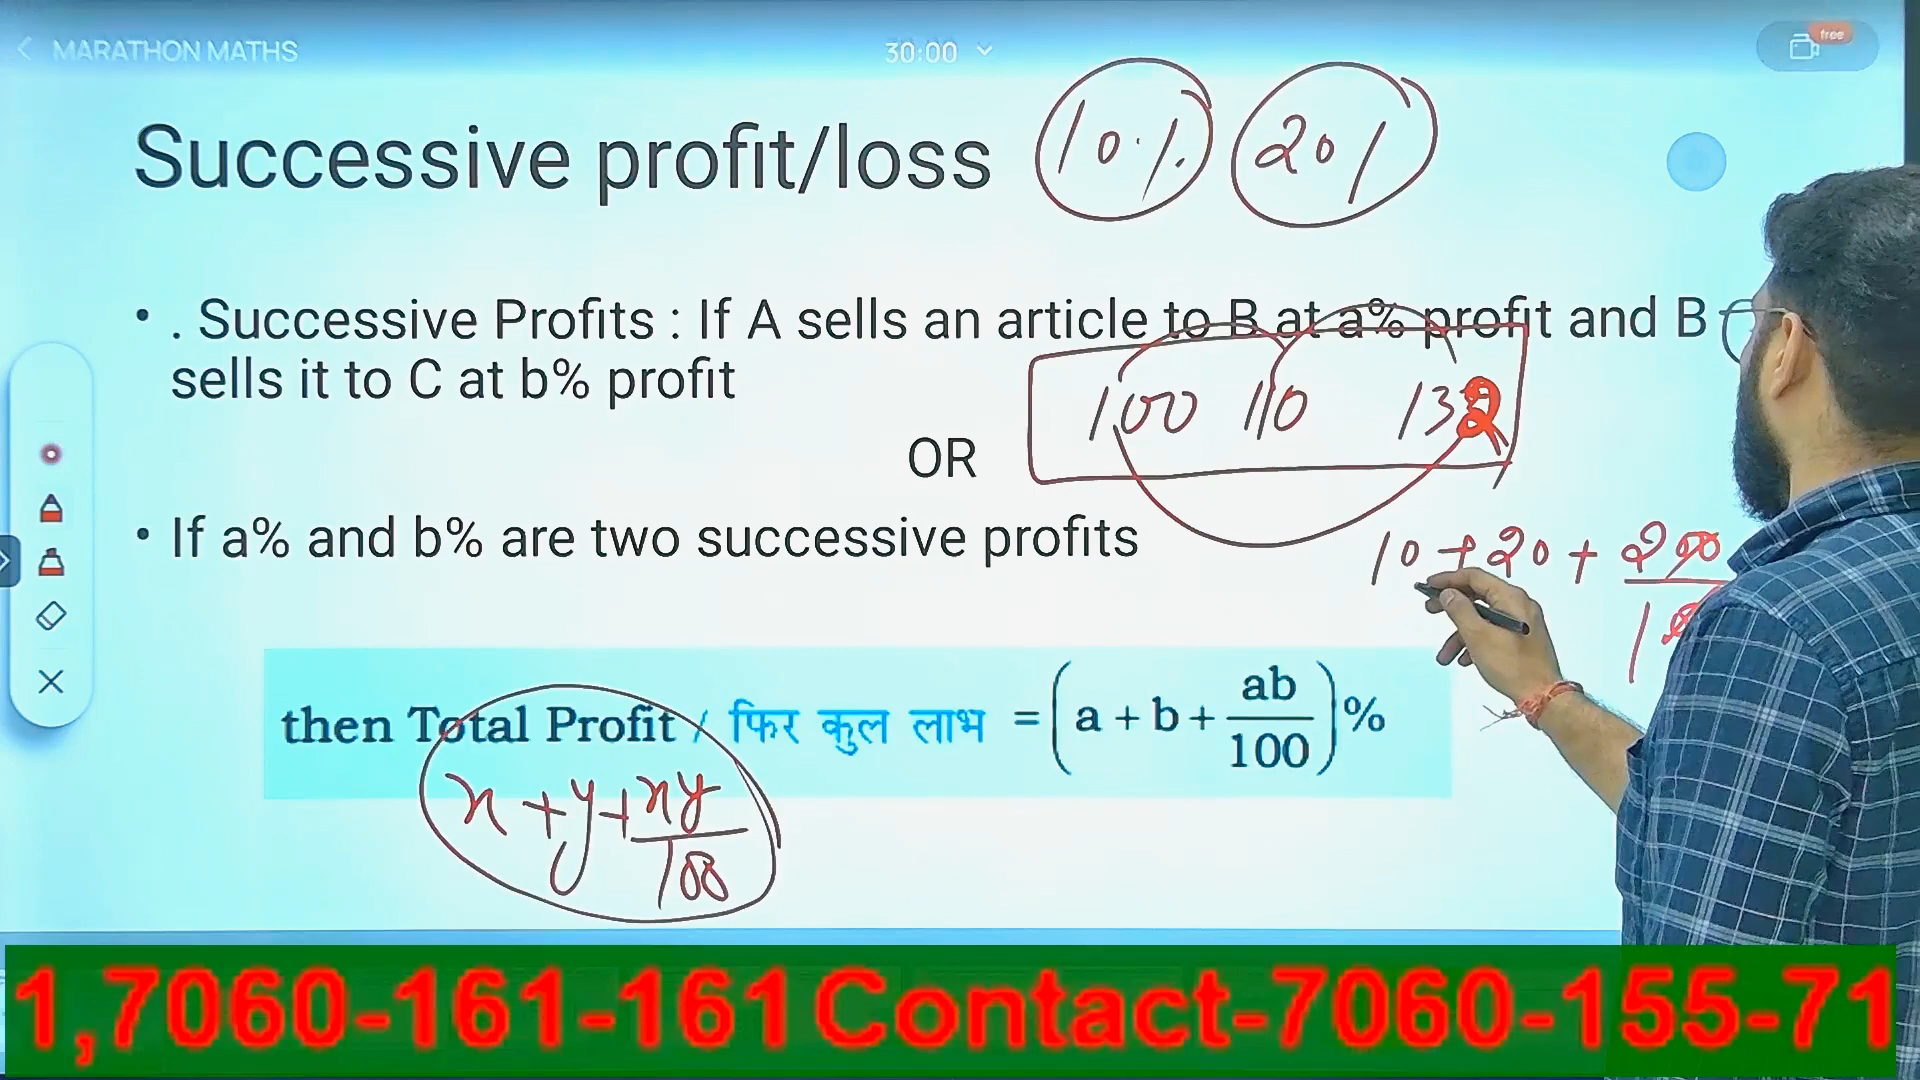 MARATHON MATHS
30:00
free
Successive profit/loss
10%
20%
• . Successive Profits : If A sells an article to B at a% profit and B
sells it to C at b% profit
100 110 132
OR
• If a% and b% are two successive profits
10 + 20 + 200
then Total Profit / फिर कुल लाभ = (a + b + ab/100)%
x + y + xy/100
1,7060-161-161 Contact-7060-155-71